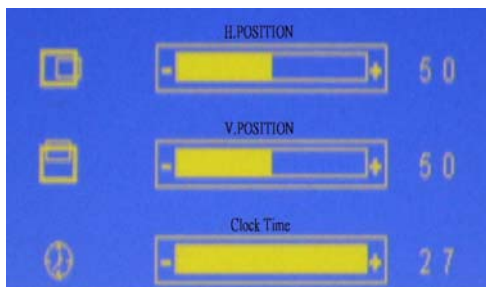 H.POSITION
- + 50
V.POSITION
- + 50
Clock Time
- + 27